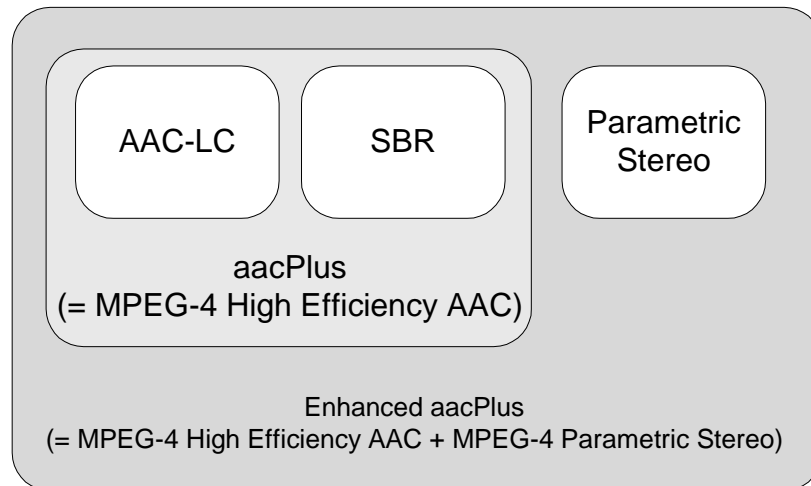 AAC-LC
SBR
Parametric
Stereo
aacPlus
(= MPEG-4 High Efficiency AAC)
Enhanced aacPlus
(= MPEG-4 High Efficiency AAC + MPEG-4 Parametric Stereo)